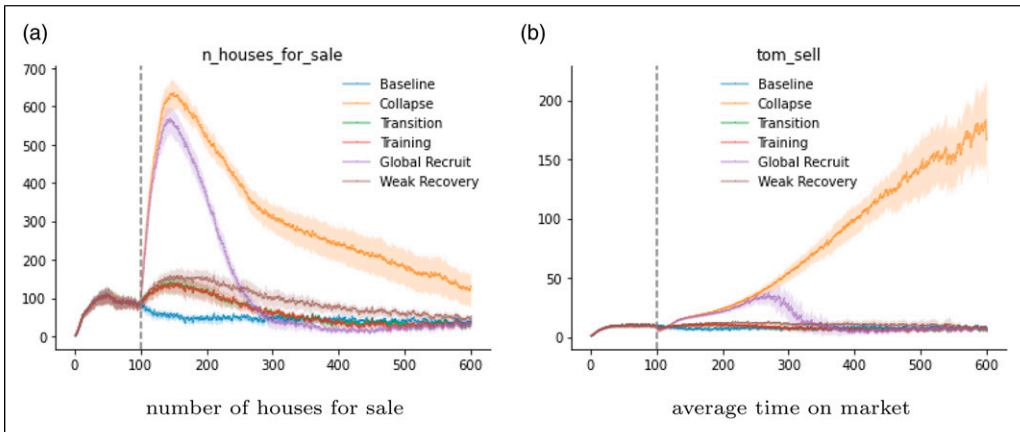 (a)
n_houses_for_sale
700
600
500
400
300
200
100
0
Baseline
Collapse
Transition
Training
Global Recruit
Weak Recovery
0 100 200 300 400 500 600
number of houses for sale
(b)
tom_sell
200
150
100
50
0
Baseline
Collapse
Transition
Training
Global Recruit
Weak Recovery
0 100 200 300 400 500 600
average time on market